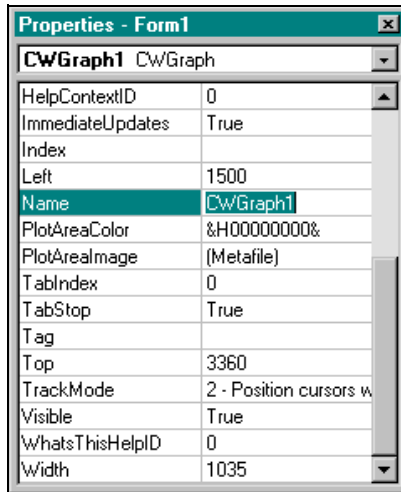 Properties - Form1
CWGraph1 CWGraph
HelpContextID 0
ImmediateUpdates True
Index
Left 1500
Name CWGraph1
PlotAreaColor &H00000000&
PlotAreaImage (Metafile)
TabIndex 0
TabStop True
Tag
Top 3360
TrackMode 2 - Position cursors w
Visible True
WhatsThisHelpID 0
Width 1035